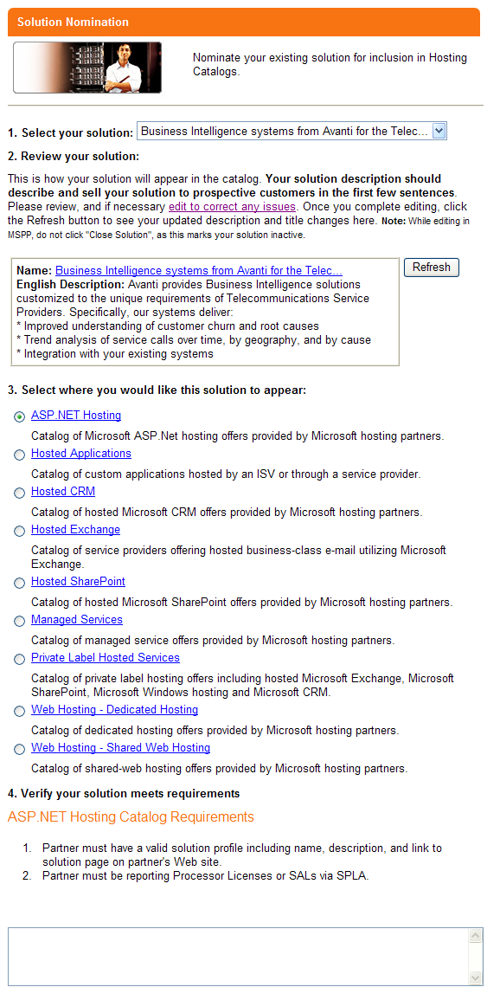 Solution Nomination
Nominate your existing solution for inclusion in Hosting
Catalogs.
1. Select your solution: Business Intelligence systems from Avanti for the Telec...
2. Review your solution:
This is how your solution will appear in the catalog. Your solution description should
describe and sell your solution to prospective customers in the first few sentences.
Please review, and if necessary edit to correct any issues. Once you complete editing, click
the Refresh button to see your updated description and title changes here. Note: While editing in
MSPP, do not click "Close Solution", as this marks your solution inactive.
Name: Business Intelligence systems from Avanti for the Telec...
Refresh
English Description: Avanti provides Business Intelligence solutions
customized to the unique requirements of Telecommunications Service
Providers. Specifically, our systems deliver:
* Improved understanding of customer churn and root causes
* Trend analysis of service calls over time, by geography, and by cause
* Integration with your existing systems
3. Select where you would like this solution to appear:
ASP.NET Hosting
Catalog of Microsoft ASP.Net hosting offers provided by Microsoft hosting partners.
Hosted Applications
Catalog of custom applications hosted by an ISV or through a service provider.
Hosted CRM
Catalog of hosted Microsoft CRM offers provided by Microsoft hosting partners.
Hosted Exchange
Catalog of service providers offering hosted business-class e-mail utilizing Microsoft
Exchange.
Hosted SharePoint
Catalog of hosted Microsoft SharePoint offers provided by Microsoft hosting partners.
Managed Services
Catalog of managed service offers provided by Microsoft hosting partners.
Private Label Hosted Services
Catalog of private label hosting offers including hosted Microsoft Exchange, Microsoft
SharePoint, Microsoft Windows hosting and Microsoft CRM.
Web Hosting - Dedicated Hosting
Catalog of dedicated hosting offers provided by Microsoft hosting partners.
Web Hosting - Shared Web Hosting
Catalog of shared-web hosting offers provided by Microsoft hosting partners.
4. Verify your solution meets requirements
ASP.NET Hosting Catalog Requirements
1. Partner must have a valid solution profile including name, description, and link to
solution page on partner's Web site.
2. Partner must be reporting Processor Licenses or SALs via SPLA.